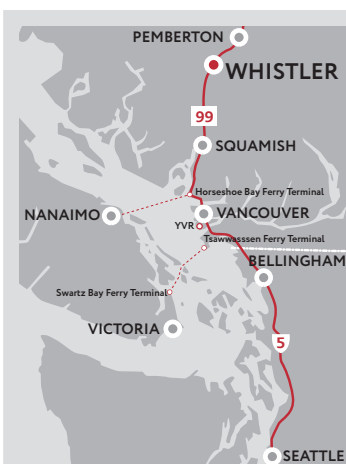 PEMBERTON
WHISTLER
99
SQUAMISH
Horseshoe Bay Ferry Terminal
NANAIMO
VANCOUVER
YVR
Tsawwasssen Ferry Terminal
BELLINGHAM
Swartz Bay Ferry Terminal
VICTORIA
5
SEATTLE